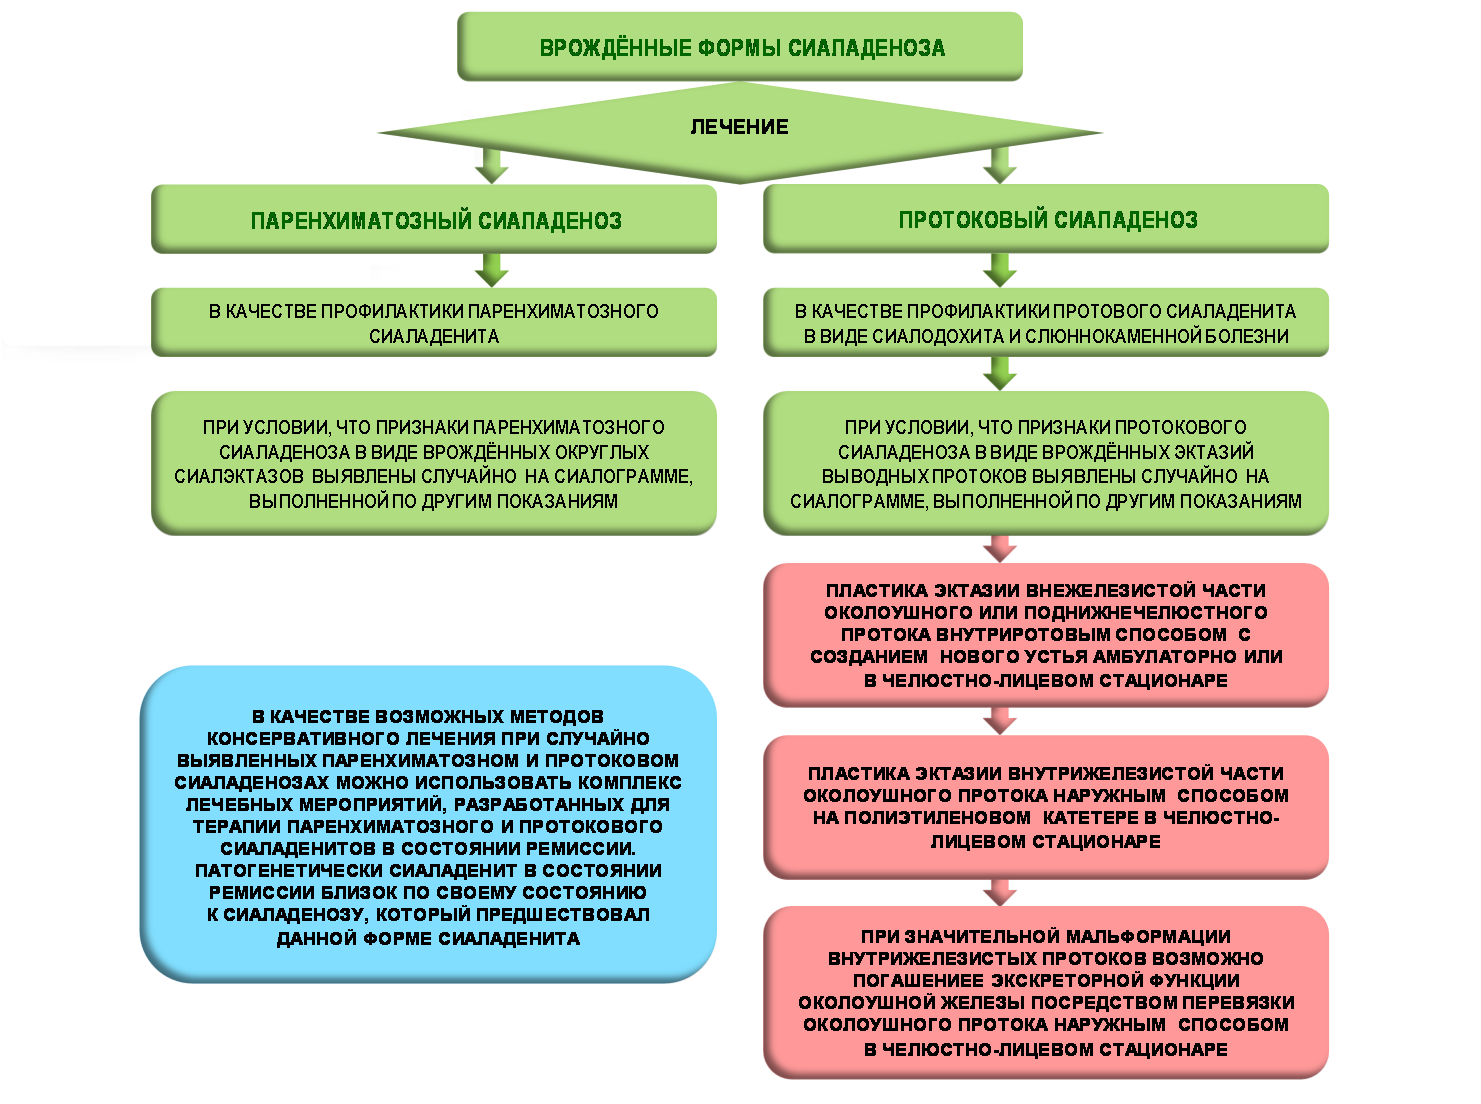 ВРОЖДЁННЫЕ ФОРМЫ СИАПАДЕНОЗА
ЛЕЧЕНИЕ
ПАРЕНХИМАТОЗНЫЙ СИАПАДЕНОЗ
В КАЧЕСТВЕ ПРОФИЛАКТИКИ ПАРЕНХИМАТОЗНОГО
СИАЛАДЕНИТА
ПРИ УСЛОВИИ, ЧТО ПРИЗНАКИ ПАРЕНХИМАТОЗНОГО
СИАЛАДЕНОЗА В ВИДЕ ВРОЖДЁННЫХ ОКРУГЛЫХ
СИАЛЭКТАЗОВ ВЫЯВЛЕНЫ СЛУЧАЙНО НА СИАЛОГРАММЕ,
ВЫПОЛНЕННОЙ ПО ДРУГИМ ПОКАЗАНИЯМ
В КАЧЕСТВЕ ВОЗМОЖНЫХ МЕТОДОВ
КОНСЕРВАТИВНОГО ЛЕЧЕНИЯ ПРИ СЛУЧАЙНО
ВЫЯВЛЕННЫХ ПАРЕНХИМАТОЗНОМ И ПРОТОКОВОМ
СИАЛАДЕНОЗАХ МОЖНО ИСПОЛЬЗОВАТЬ КОМПЛЕКС
ЛЕЧЕБНЫХ МЕРОПРИЯТИЙ, РАЗРАБОТАННЫХ ДЛЯ
ТЕРАПИИ ПАРЕНХИМАТОЗНОГО И ПРОТОКОВОГО
СИАЛАДЕНИТОВ В СОСТОЯНИИ РЕМИССИИ.
ПАТОГЕНЕТИЧЕСКИ СИАЛАДЕНИТ В СОСТОЯНИИ
РЕМИССИИ БЛИЗОК ПО СВОЕМУ СОСТОЯНИЮ
К СИАЛАДЕНОЗУ, КОТОРЫЙ ПРЕДШЕСТВОВАЛ
ДАННОЙ ФОРМЕ СИАЛАДЕНИТА
ПРОТОКОВЫЙ СИАПАДЕНОЗ
В КАЧЕСТВЕ ПРОФИЛАКТИКИ ПРОТОВОГО СИАЛАДЕНИТА
В ВИДЕ СИАЛОДОХИТА И СЛЮННОКАМЕННОЙ БОЛЕЗНИ
ПРИ УСЛОВИИ, ЧТО ПРИЗНАКИ ПРОТОКОВОГО
СИАЛАДЕНОЗА В ВИДЕ ВРОЖДЁННЫХ ЭКТАЗИЙ
ВЫВОДНЫХ ПРОТОКОВ ВЫЯВЛЕНЫ СЛУЧАЙНО НА
СИАЛОГРАММЕ, ВЫПОЛНЕННОЙ ПО ДРУГИМ ПОКАЗАНИЯМ
ПЛАСТИКА ЭКТАЗИИ ВНЕЖЕЛЕЗИСТОЙ ЧАСТИ
ОКОЛОУШНОГО ИЛИ ПОДНИЖНЕЧЕЛЮСТНОГО
ПРОТОКА ВНУТРИРОТОВЫМ СПОСОБОМ С
СОЗДАНИЕМ НОВОГО УСТЬЯ АМБУЛАТОРНО ИЛИ
В ЧЕЛЮСТНО-ЛИЦЕВОМ СТАЦИОНАРЕ
ПЛАСТИКА ЭКТАЗИИ ВНУТРИЖЕЛЕЗИСТОЙ ЧАСТИ
ОКОЛОУШНОГО ПРОТОКА НАРУЖНЫМ СПОСОБОМ
НА ПОЛИЭТИЛЕНОВОМ КАТЕТЕРЕ В ЧЕЛЮСТНО-
ЛИЦЕВОМ СТАЦИОНАРЕ
ПРИ ЗНАЧИТЕЛЬНОЙ МАЛЬФОРМАЦИИ
ВНУТРИЖЕЛЕЗИСТЫХ ПРОТОКОВ ВОЗМОЖНО
ПОГАШЕНИЕЕ ЭКСКРЕТОРНОЙ ФУНКЦИИ
ОКОЛОУШНОЙ ЖЕЛЕЗЫ ПОСРЕДСТВОМ ПЕРЕВЯЗКИ
ОКОЛОУШНОГО ПРОТОКА НАРУЖНЫМ СПОСОБОМ
В ЧЕЛЮСТНО-ЛИЦЕВОМ СТАЦИОНАРЕ